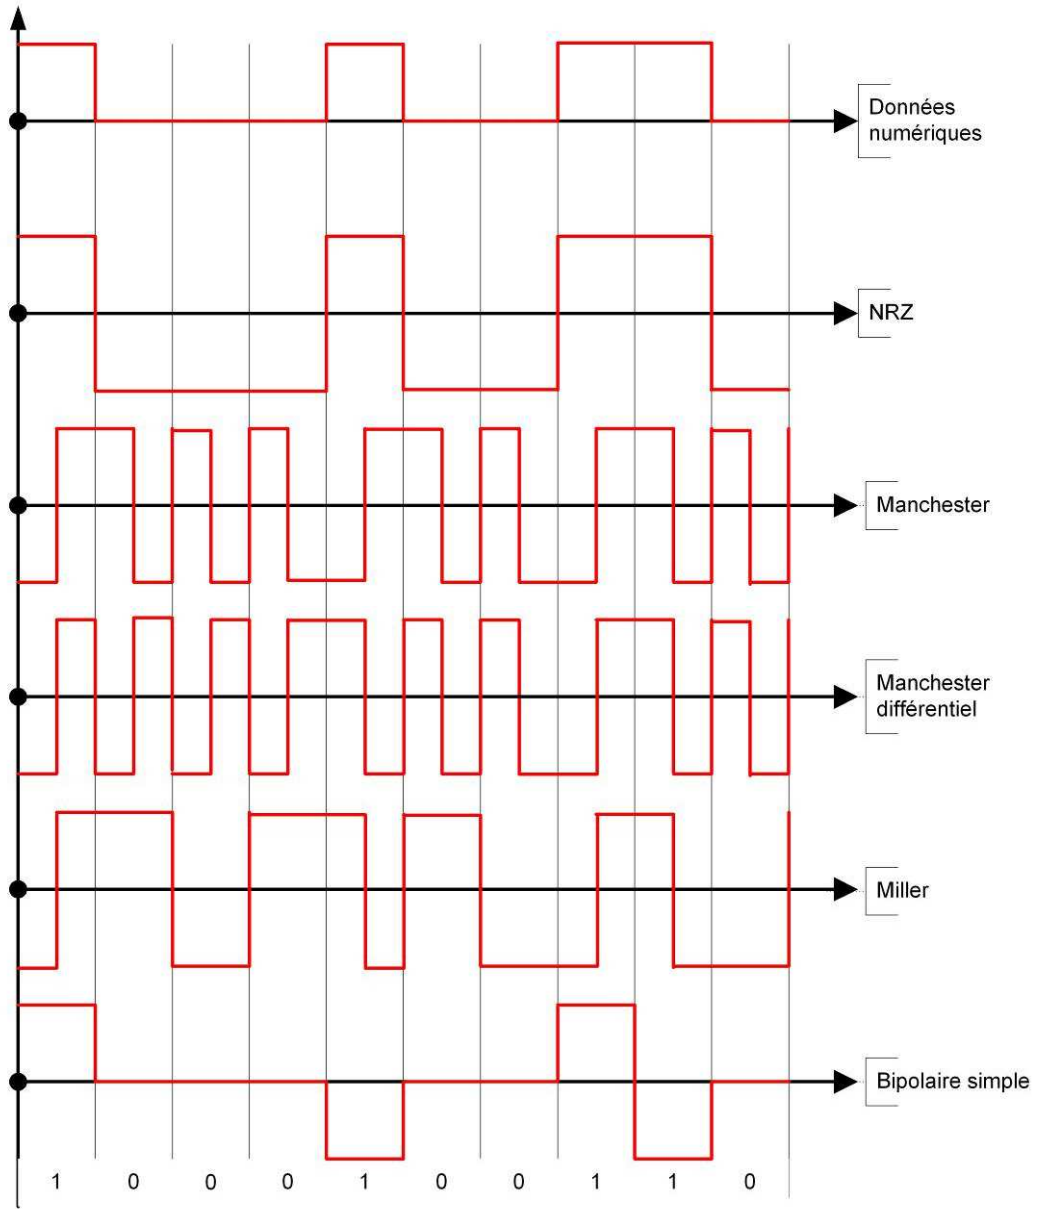 Données
numériques
NRZ
Manchester
Manchester
différentiel
Miller
Bipolaire simple
1 0 0 0 1 0 0 1 1 0